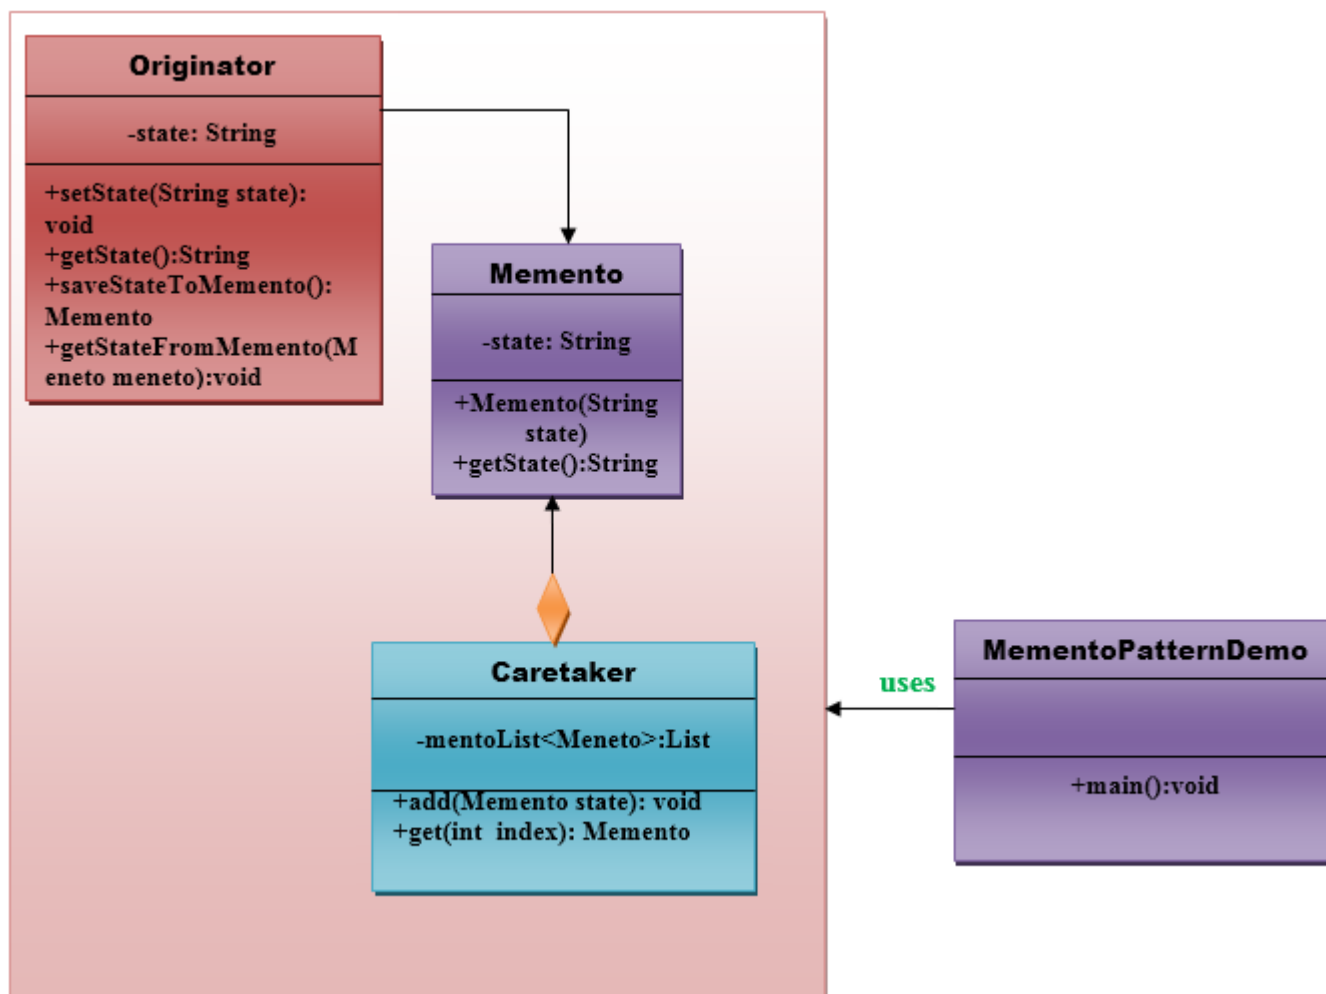 Originator
-state: String
+setState(String state):
void
+getState():String
+saveStateToMemento():
Memento
+getStateFromMemento(M
eneto meneto):void
Memento
-state: String
+Memento(String
state)
+getState():String
Caretaker
-mentoList<Meneto>:List
+add(Memento state): void
+get(int index): Memento
uses
MementoPatternDemo
+main():void